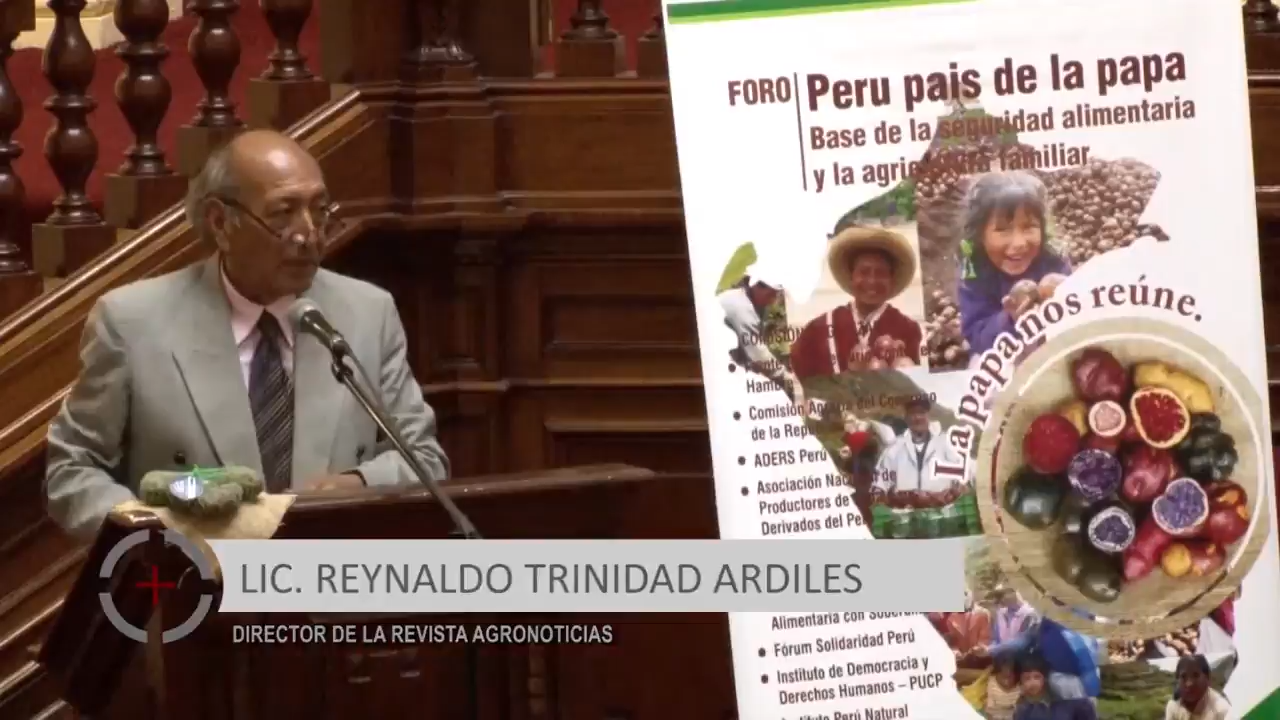 FORO
Peru pais de la papa
Base de la seguridad alimentaria
y la agricultura familiar
La papa nos reúne.
Hambre
Comisión Agraria del Congreso
de la República
ADERS Perú
Asociación Nacional de
Productores de
Derivados del
LIC. REYNALDO TRINIDAD ARDILES
DIRECTOR DE LA REVISTA AGRONOTICIAS
Alimentaria con
Fórum Solidaridad Perú
Instituto de Democracia y
Derechos Humanos – PUCP
Instituto Perú Natural